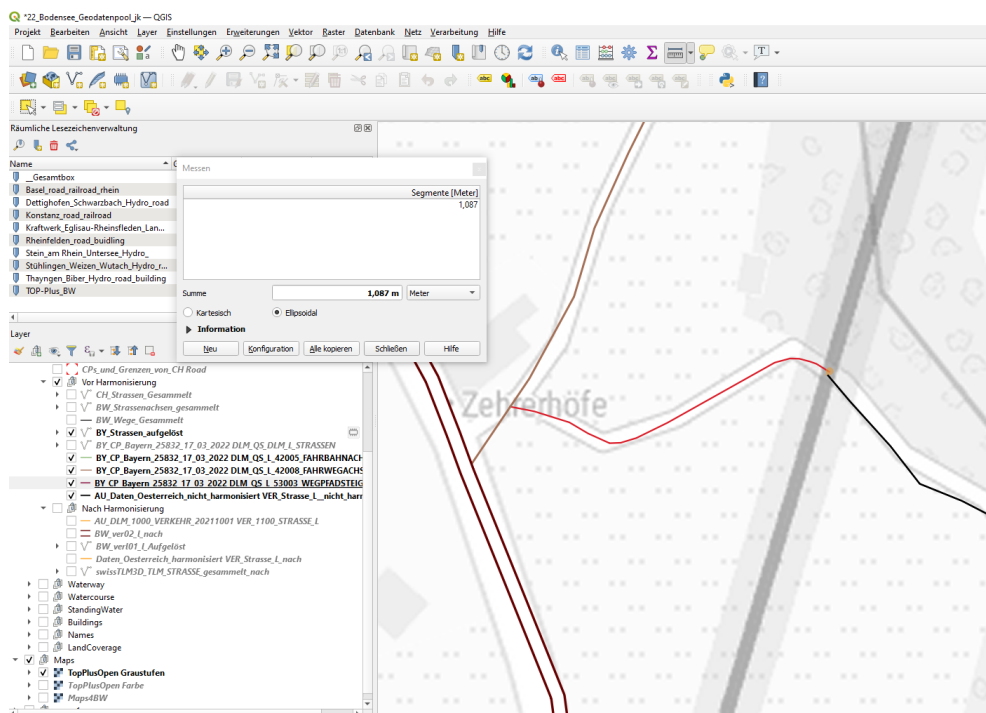 *22_Bodensee_Geodatenpool_jk — QGIS
Projekt Bearbeiten Ansicht Layer Einstellungen Erweiterungen Vektor Raster Datenbank Netz Verarbeitung Hilfe
Räumliche Lesezeichenverwaltung
Name
__Gesamtbox
Basel_road_railroad_rhein
Dettighofen_Schwarzbach_Hydro_road
Konstanz_road_railroad
Kraftwerk_Eglisau-Rheinsfleden_Lan...
Rheinfelden_road_buidling
Stein_am Rhein_Untersee_Hydro_
Stühlingen_Weizen_Wutach_Hydro_r...
Thayngen_Biber_Hydro_road_building
TOP-Plus_BW
Messen
Segmente [Meter]
1,087
Summe 1,087 m Meter
Kartesisch Ellipsoidal
Information
Neu Konfiguration Alle kopieren Schließen Hilfe
Layer
CPs_und_Grenzen_von_CH Road
Vor Harmonisierung
CH_Strassen_Gesammelt
BW_Strassenachsen_gesammelt
BW_Wege_Gesammelt
BY_Strassen_aufgelöst
BY_CP_Bayern_25832_17_03_2022 DLM_QS_DLM_L_STRASSEN
BY_CP_Bayern_25832_17_03_2022 DLM_QS_L_42005_FAHRBAHNACH
BY_CP_Bayern_25832_17_03_2022 DLM_QS_L_42008_FAHRWEGACHS
BY_CP_Bayern_25832_17_03_2022 DLM_QS_L_53003_WEGPFADSTEIG
AU_Daten_Oesterreich_nicht_harmonisiert VER_Strasse_L__nicht_harr
Nach Harmonisierung
AU_DLM_1000_VERKEHR_20211001 VER_1100_STRASSE_L
BW_ver02_l_nach
BW_verl01_l_Aufgelöst
Daten_Oesterreich_harmonisiert VER_Strasse_L_nach
swissTLM3D_TLM_STRASSE_gesammelt_nach
Waterway
Watercourse
StandingWater
Buildings
Names
LandCoverage
Maps
TopPlusOpen Graustufen
TopPlusOpen Farbe
Maps4BW
Zehrerhöfe